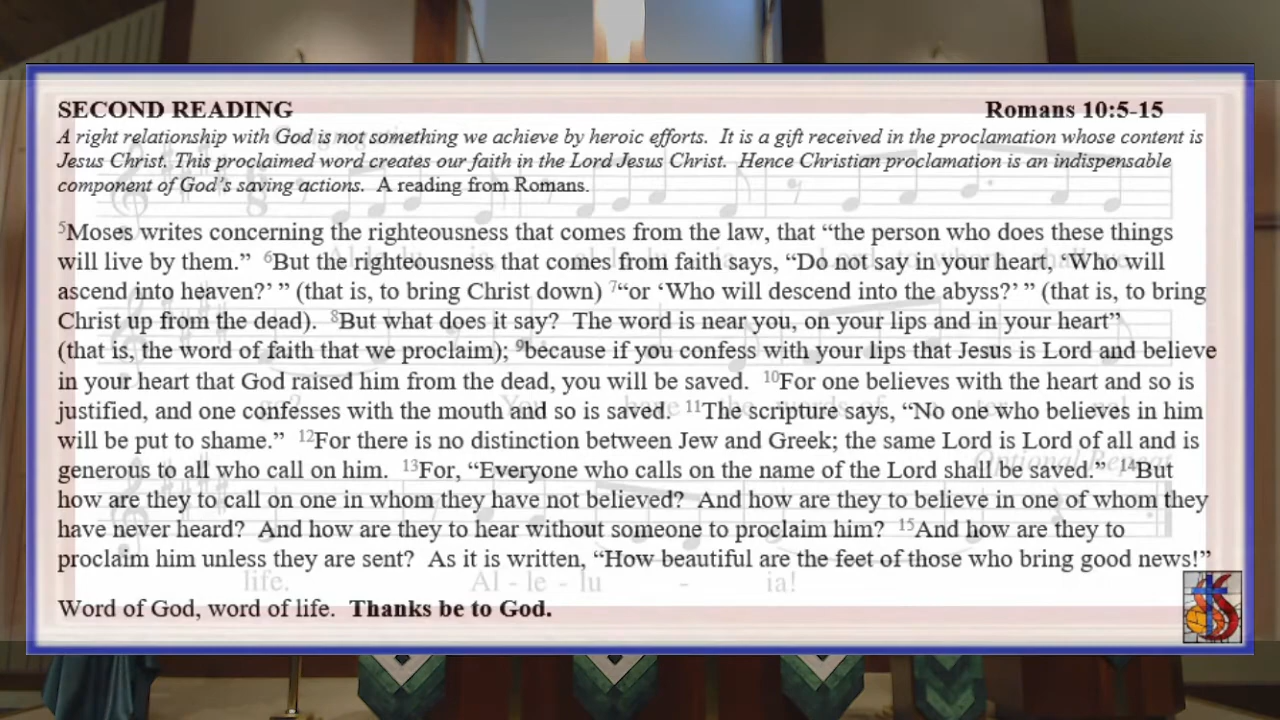 SECOND READING Romans 10:5-15
A right relationship with God is not something we achieve by heroic efforts. It is a gift received in the proclamation whose content is
Jesus Christ. This proclaimed word creates our faith in the Lord Jesus Christ. Hence Christian proclamation is an indispensable
component of God's saving actions. A reading from Romans.
⁵Moses writes concerning the righteousness that comes from the law, that “the person who does these things
will live by them.” ⁶But the righteousness that comes from faith says, “Do not say in your heart, ‘Who will
ascend into heaven?’ ” (that is, to bring Christ down) ⁷“or ‘Who will descend into the abyss?’ ” (that is, to bring
Christ up from the dead). ⁸But what does it say? The word is near you, on your lips and in your heart”
(that is, the word of faith that we proclaim); ⁹because if you confess with your lips that Jesus is Lord and believe
in your heart that God raised him from the dead, you will be saved. ¹⁰For one believes with the heart and so is
justified, and one confesses with the mouth and so is saved. ¹¹The scripture says, “No one who believes in him
will be put to shame.” ¹²For there is no distinction between Jew and Greek; the same Lord is Lord of all and is
generous to all who call on him. ¹³For, “Everyone who calls on the name of the Lord shall be saved.” ¹⁴But
how are they to call on one in whom they have not believed? And how are they to believe in one of whom they
have never heard? And how are they to hear without someone to proclaim him? ¹⁵And how are they to
proclaim him unless they are sent? As it is written, “How beautiful are the feet of those who bring good news!”
life. Al - le - lu - ia!
Word of God, word of life. Thanks be to God.